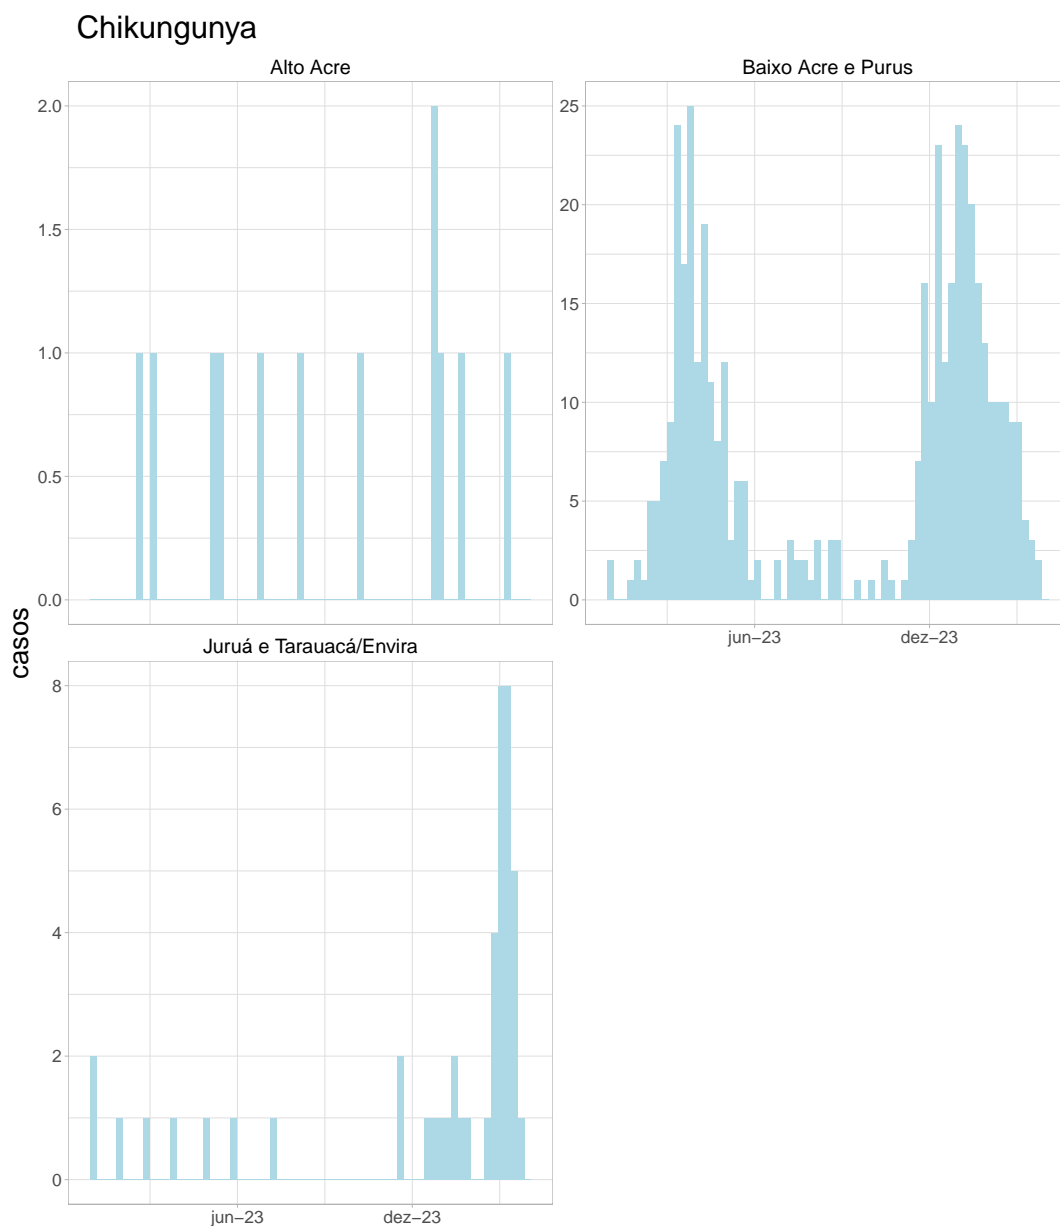 Chikungunya
Alto Acre
2.0
1.5
1.0
0.5
0.0
Baixo Acre e Purus
25
20
15
10
5
0
jun−23
dez−23
casos
Juruá e Tarauacá/Envira
8
6
4
2
0
jun−23
dez−23